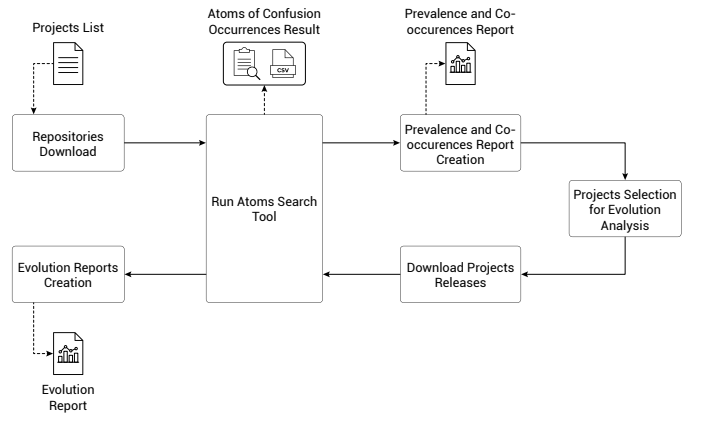 Projects List
Atoms of Confusion
Occurrences Result
Prevalence and Co-
occurences Report
CSV
Repositories
Download
Run Atoms Search
Tool
Prevalence and Co-
occurences Report
Creation
Projects Selection
for Evolution
Analysis
Evolution Reports
Creation
Download Projects
Releases
Evolution
Report